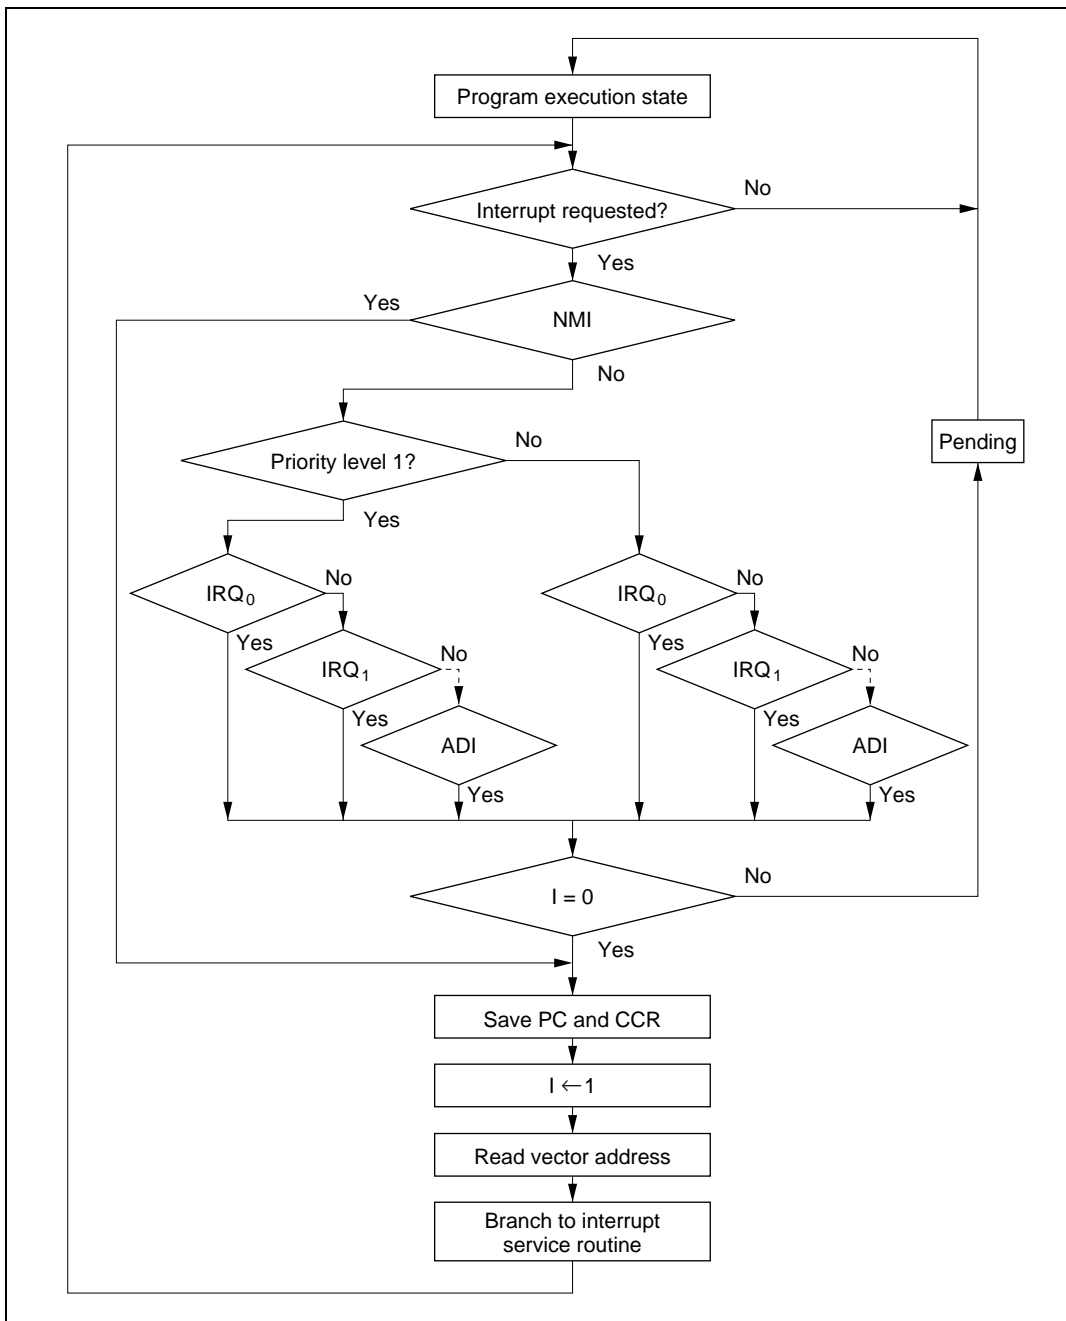 Program execution state
No
Interrupt requested?
Yes
Yes
NMI
No
No
Pending
Priority level 1?
Yes
No
No
IRQ0
IRQ0
Yes
No
Yes
No
IRQ1
IRQ1
Yes
Yes
ADI
ADI
Yes
Yes
No
I = 0
Yes
Save PC and CCR
I ← 1
Read vector address
Branch to interrupt
service routine